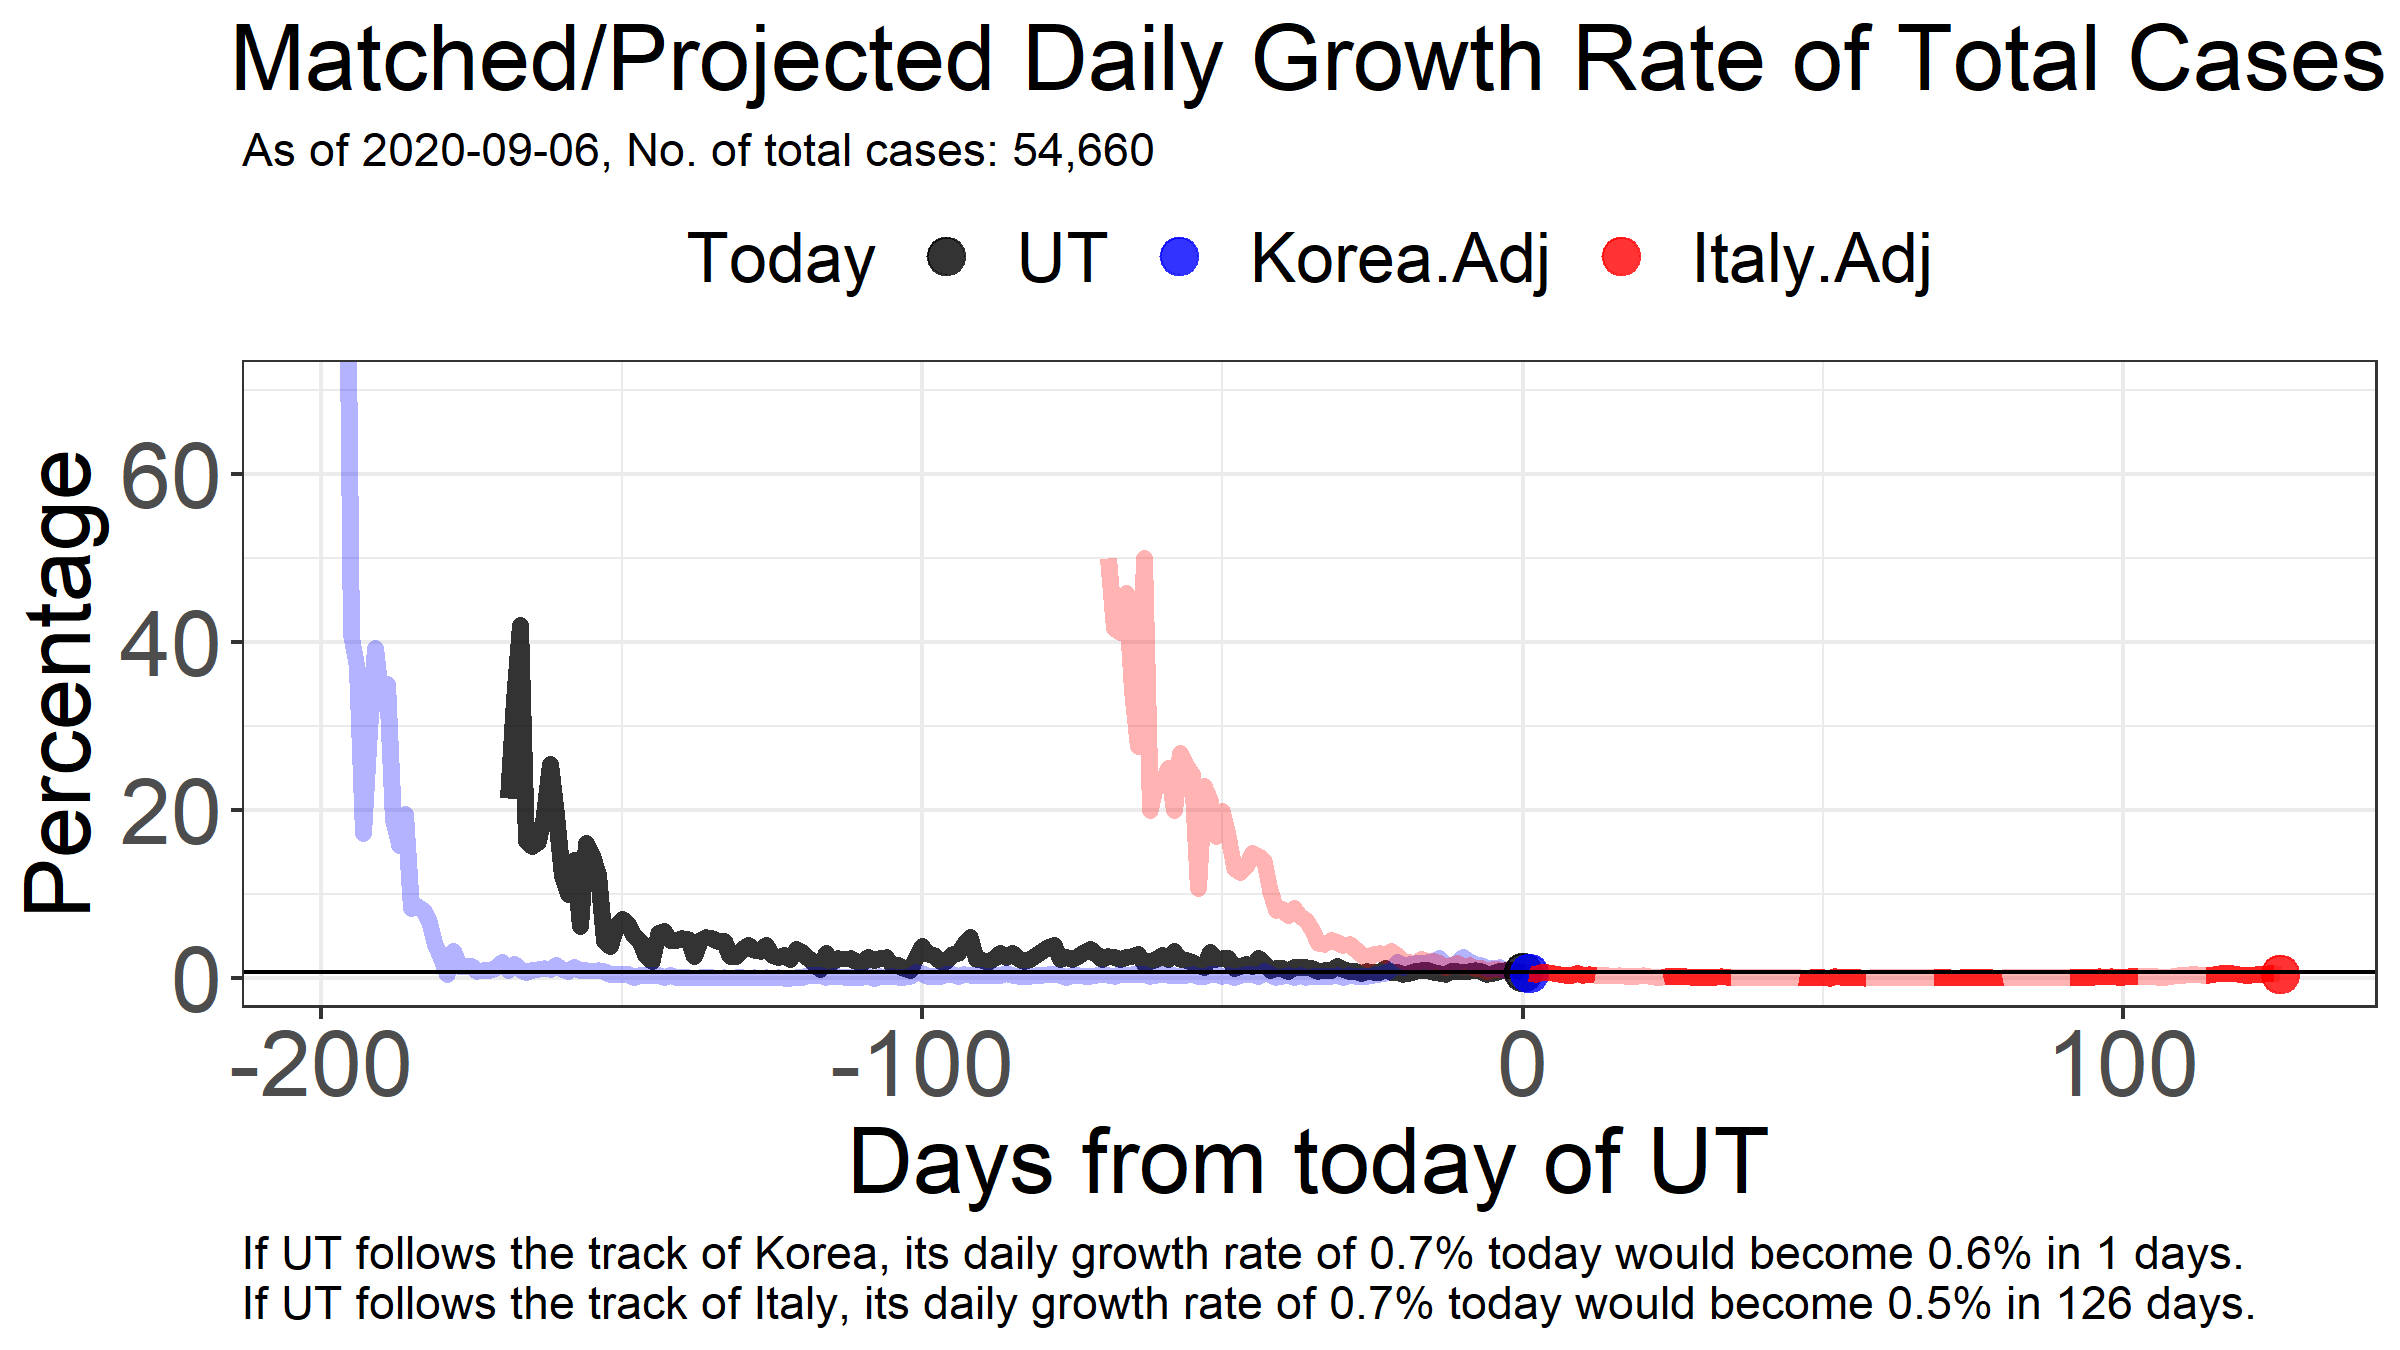 Matched/Projected Daily Growth Rate of Total Cases
As of 2020-09-06, No. of total cases: 54,660
Today UT Korea.Adj Italy.Adj
Percentage
60
40
20
0
-200 -100 0 100
Days from today of UT
If UT follows the track of Korea, its daily growth rate of 0.7% today would become 0.6% in 1 days.
If UT follows the track of Italy, its daily growth rate of 0.7% today would become 0.5% in 126 days.